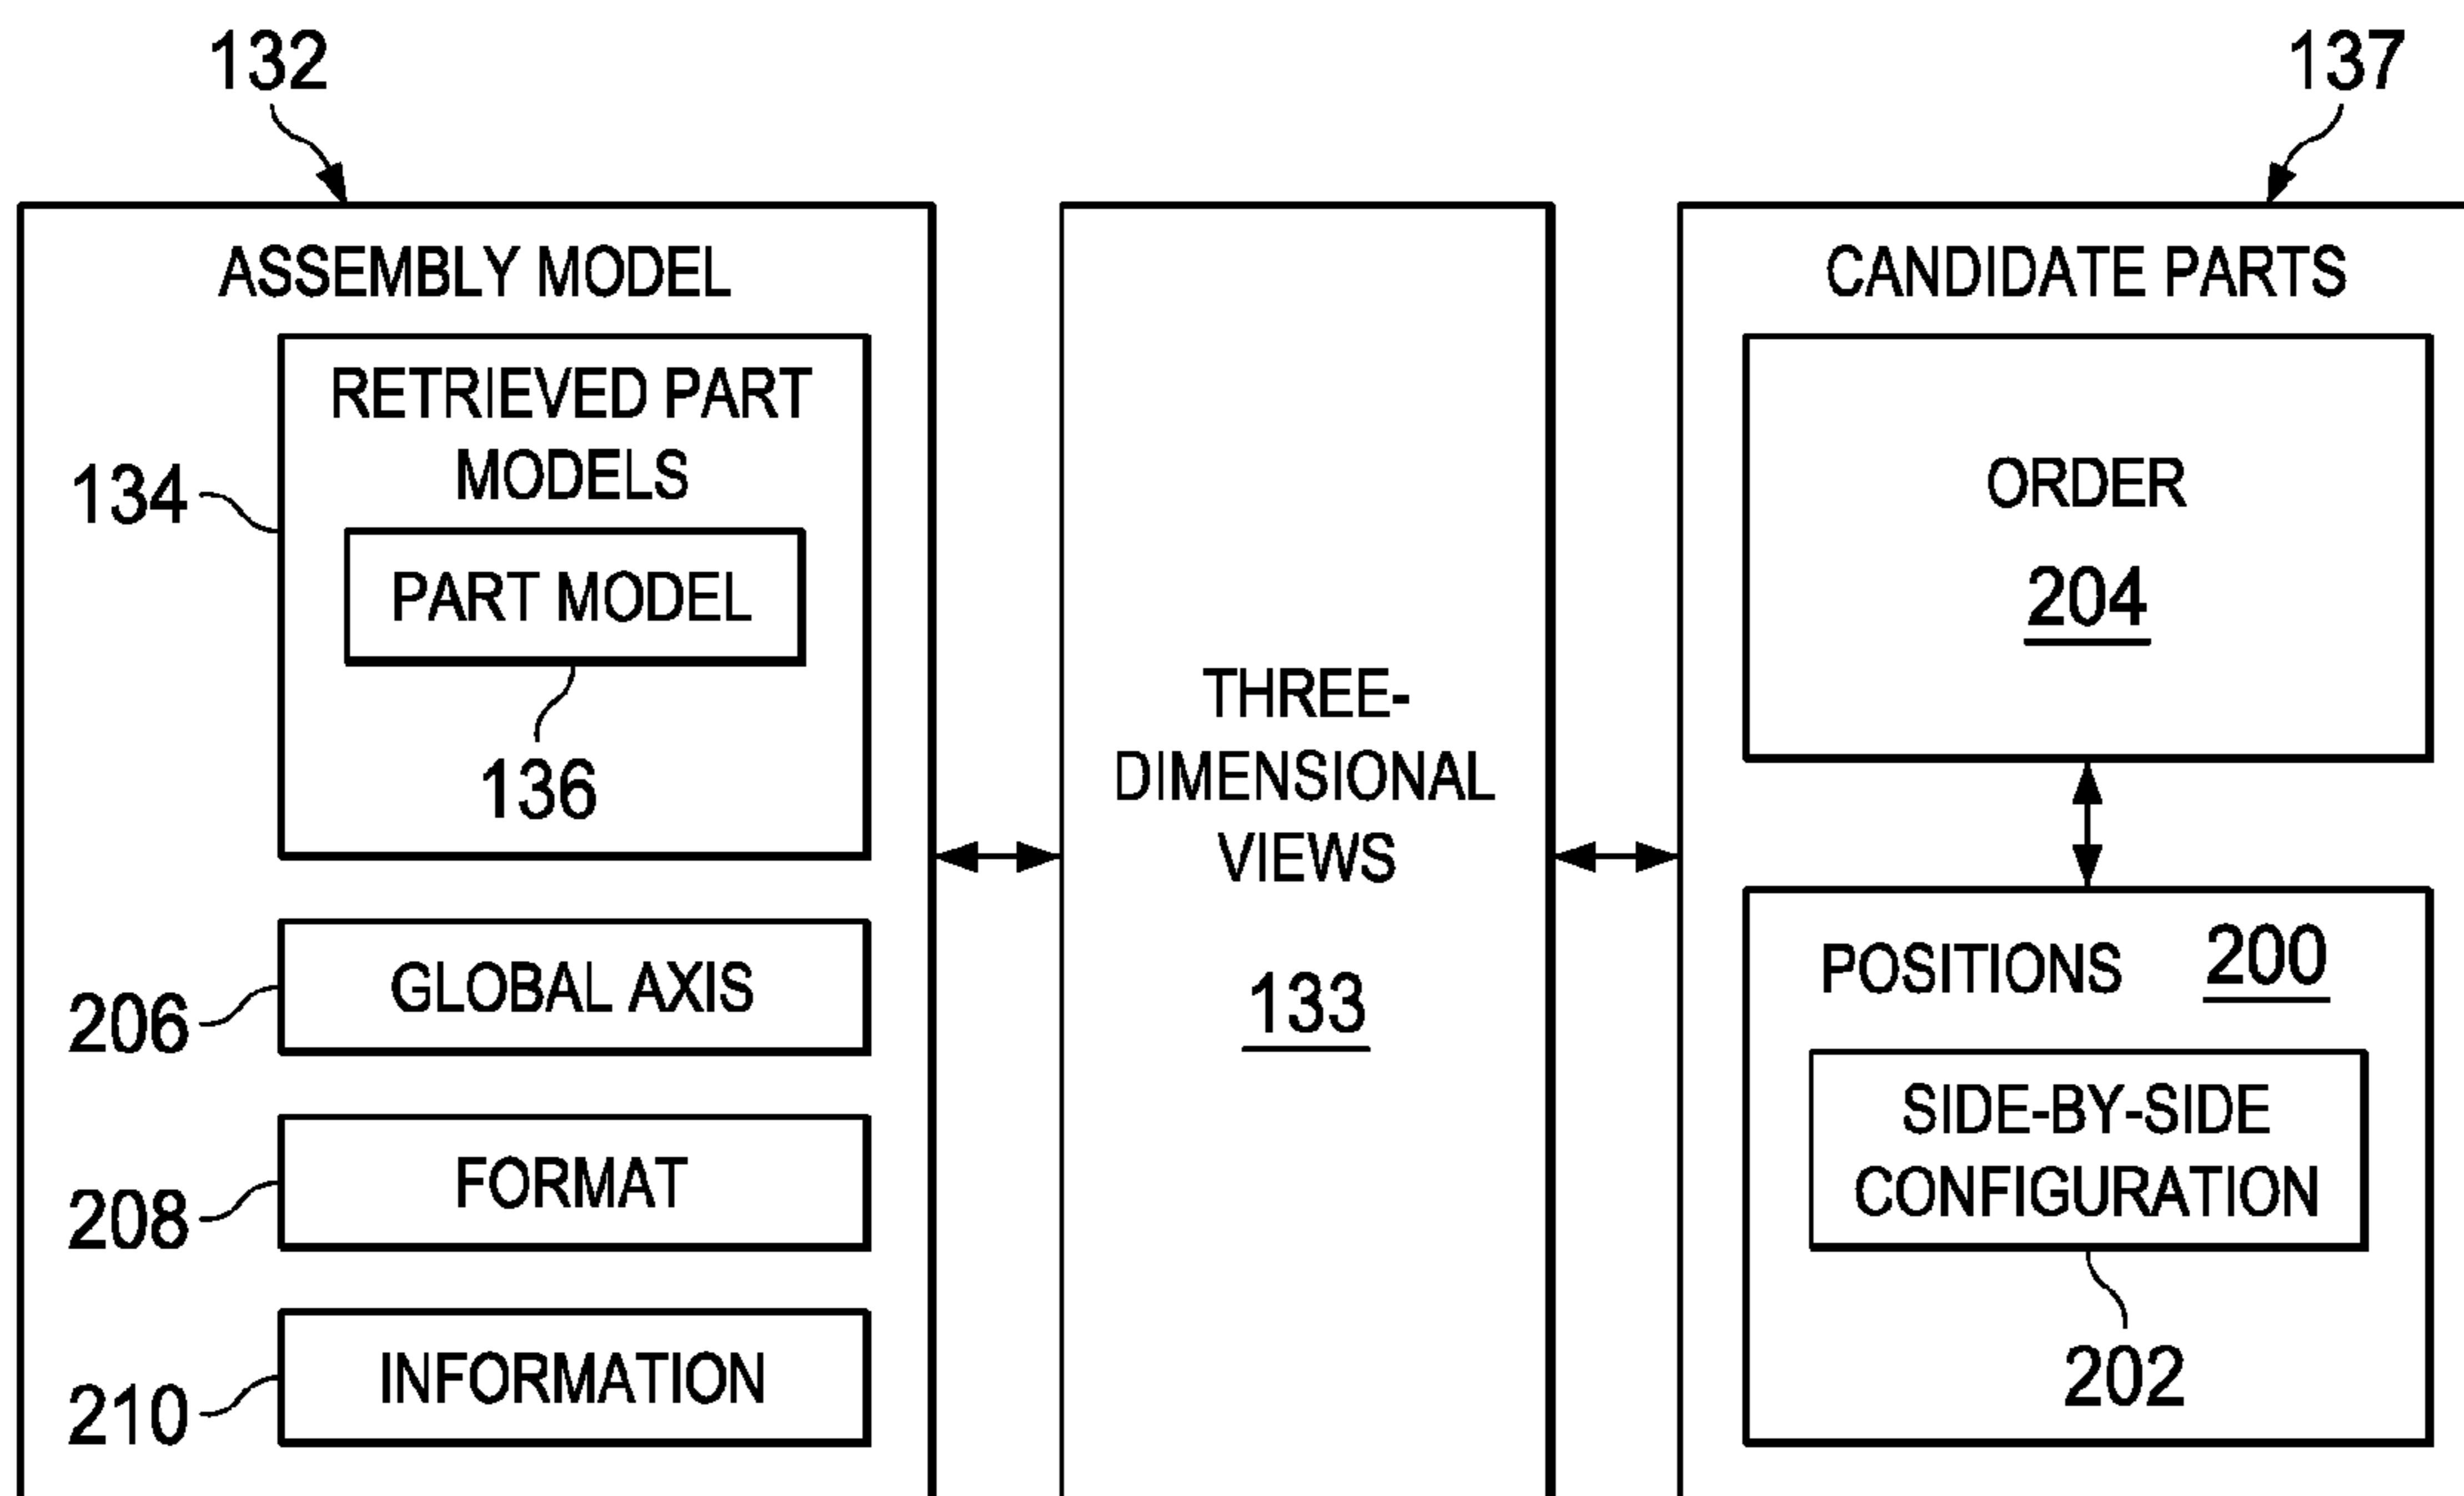 132
137
ASSEMBLY MODEL
RETRIEVED PART
MODELS
134
PART MODEL
136
GLOBAL AXIS
206
FORMAT
208
INFORMATION
210
THREE-
DIMENSIONAL
VIEWS
133
CANDIDATE PARTS
ORDER
204
POSITIONS 200
SIDE-BY-SIDE
CONFIGURATION
202